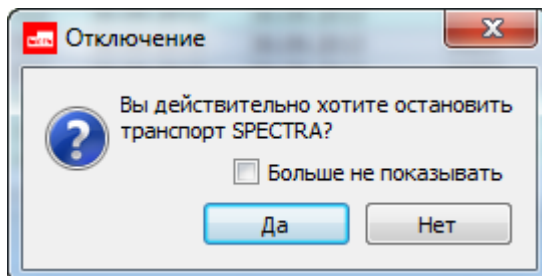 Отключение
Вы действительно хотите остановить
транспорт SPECTRA?
Больше не показывать
Да
Нет